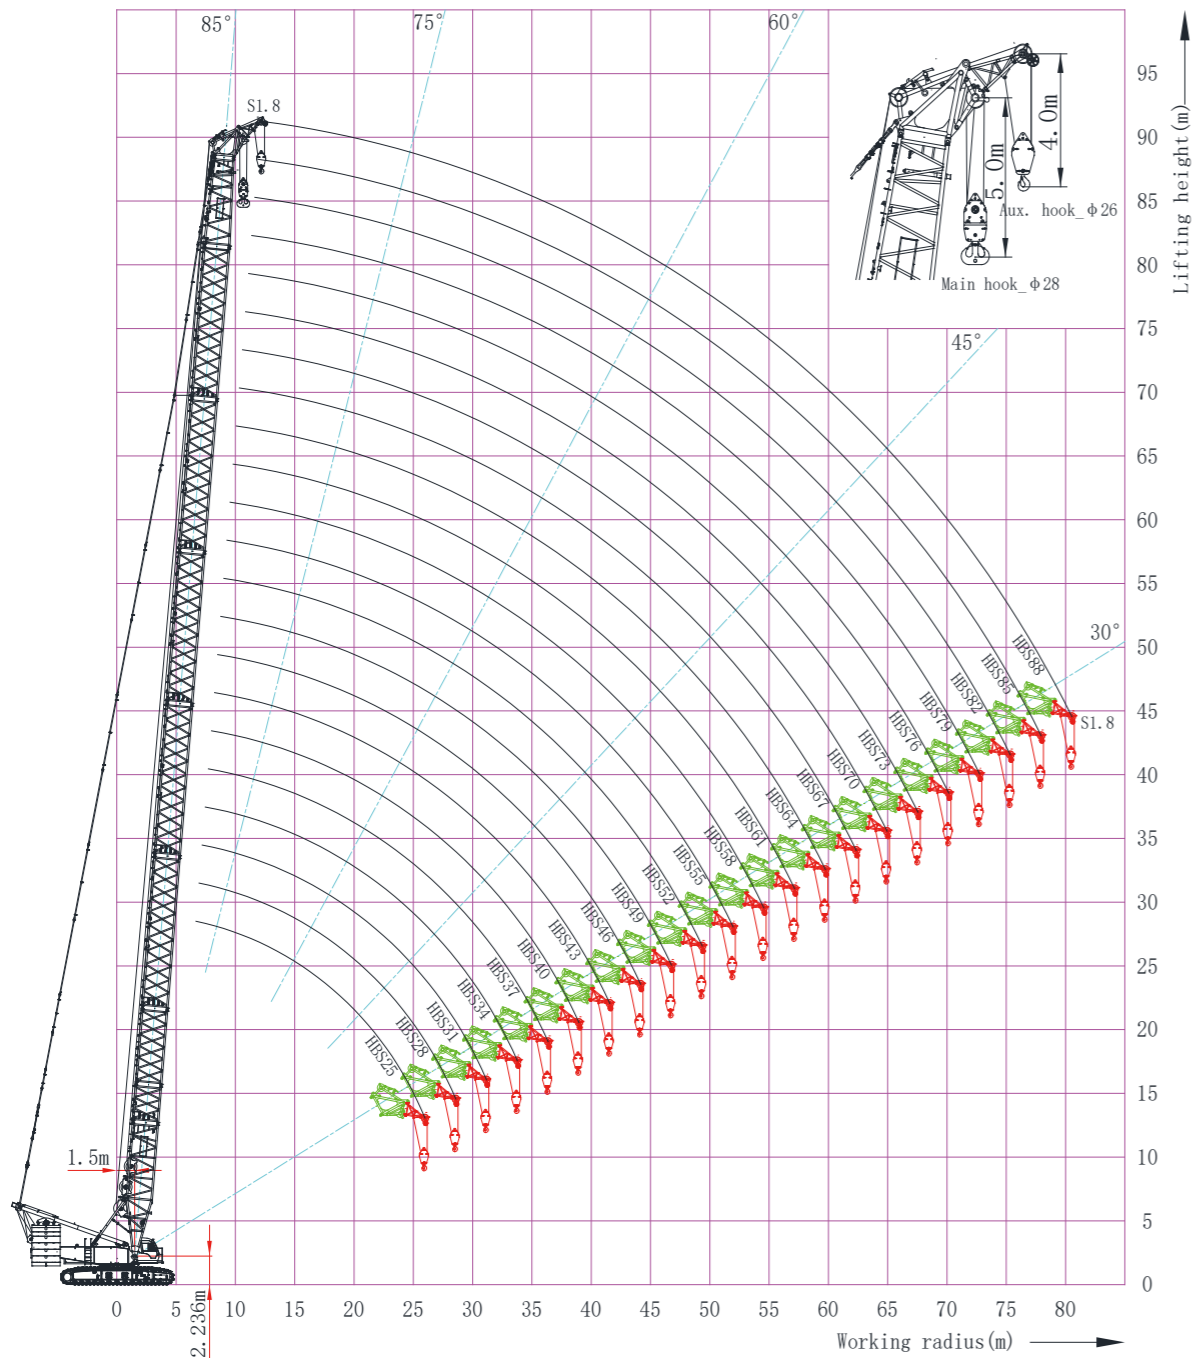 85°
75°
60°
S1.8
4.0m
5.0m
Aux. hook_ϕ26
Main hook_ϕ28
45°
30°
95
90
85
80
75
70
65
60
55
50
45
40
35
30
25
20
15
10
5
0
Lifting height(m)
HBS88
HBS85
HBS82
HBS79
HBS76
HBS73
HBS70
HBS67
HBS64
HBS61
HBS58
HBS55
HBS52
HBS49
HBS46
HBS43
HBS40
HBS37
HBS34
HBS31
HBS28
HBS25
S1.8
1.5m
2.236m
0 5 10 15 20 25 30 35 40 45 50 55 60 65 70 75 80
Working radius(m)